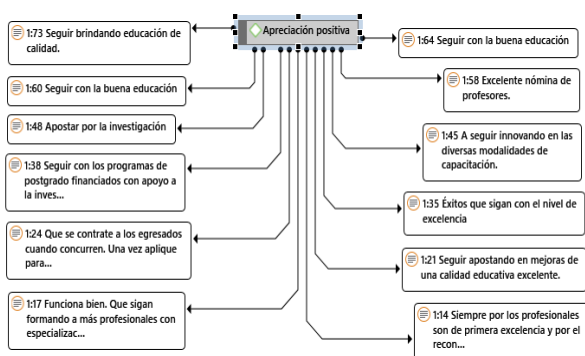 Apreciación positiva
1:73 Seguir brindando educación de
calidad.
1:60 Seguir con la buena educación
1:48 Apostar por la investigación
1:38 Seguir con los programas de
postgrado financiados con apoyo a
la inves...
1:24 Que se contrate a los egresados
cuando concurren. Una vez aplique
para...
1:17 Funciona bien. Que sigan
formando a más profesionales con
especializac...
1:64 Seguir con la buena educación
1:58 Excelente nómina de
profesores.
1:45 A seguir innovando en las
diversas modalidades de
capacitación.
1:35 Éxitos que sigan con el nivel de
excelencia
1:21 Seguir apostando en mejoras de
una calidad educativa excelente.
1:14 Siempre por los profesionales
son de primera excelencia y por el
recon...